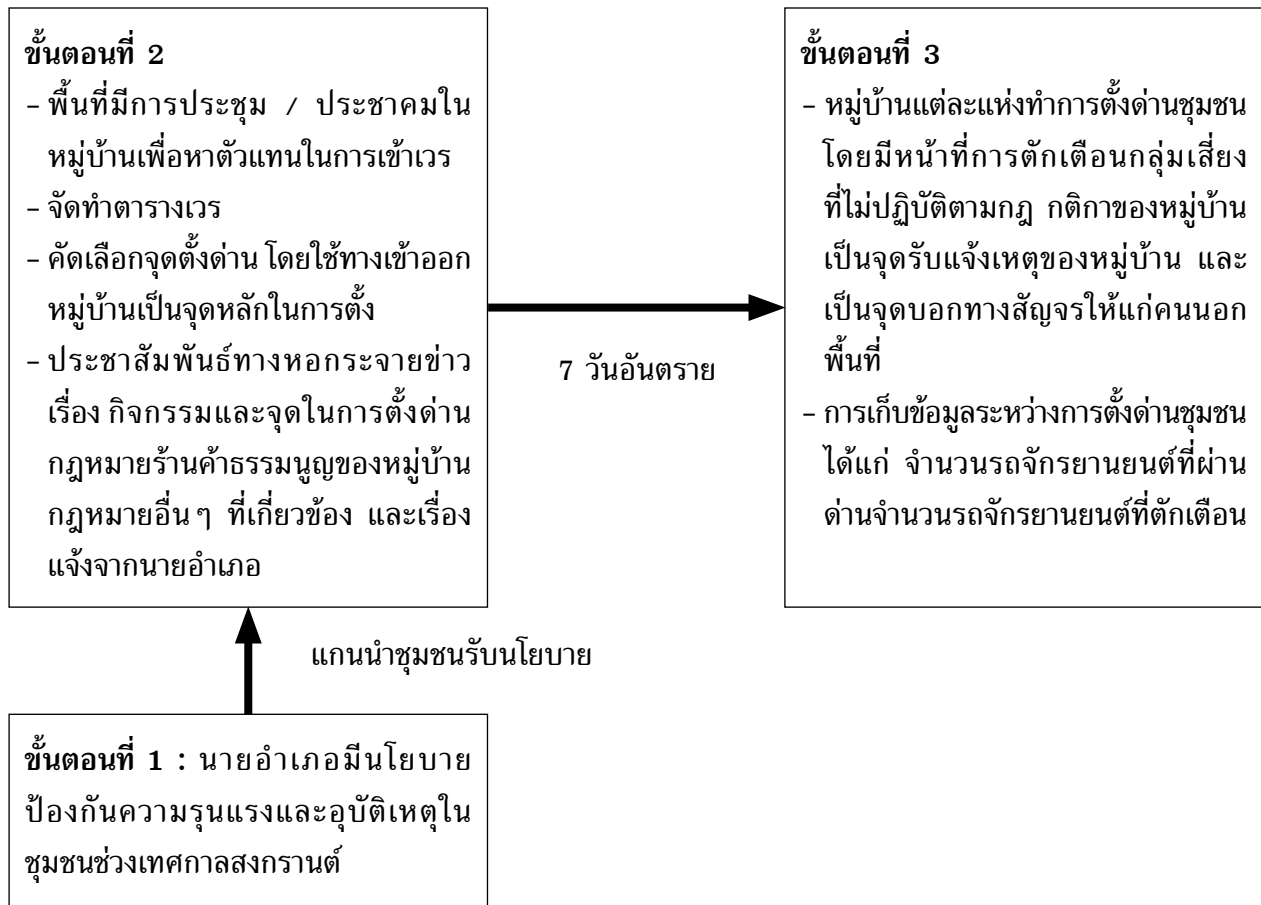 ขั้นตอนที่ 2
- พื้นที่มีการประชุม / ประชาคมใน
หมู่บ้านเพื่อหาตัวแทนในการเข้าเวร
- จัดทำตารางเวร
- คัดเลือกจุดตั้งด่าน โดยใช้ทางเข้าออก
หมู่บ้านเป็นจุดหลักในการตั้ง
- ประชาสัมพันธ์ทางหอกระจายข่าว
เรื่อง กิจกรรมและจุดในการตั้งด่าน
กฎหมายร้านค้าธรรมนูญของหมู่บ้าน
กฎหมายอื่นๆ ที่เกี่ยวข้อง และเรื่อง
แจ้งจากนายอำเภอ
7 วันอันตราย
ขั้นตอนที่ 3
- หมู่บ้านแต่ละแห่งทำการตั้งด่านชุมชน
โดยมีหน้าที่การตักเตือนกลุ่มเสี่ยง
ที่ไม่ปฏิบัติตามกฎ กติกาของหมู่บ้าน
เป็นจุดรับแจ้งเหตุของหมู่บ้าน และ
เป็นจุดบอกทางสัญจรให้แก่คนนอก
พื้นที่
- การเก็บข้อมูลระหว่างการตั้งด่านชุมชน
ได้แก่ จำนวนรถจักรยานยนต์ที่ผ่าน
ด่านจำนวนรถจักรยานยนต์ที่ตักเตือน
แกนนำชุมชนรับนโยบาย
ขั้นตอนที่ 1 : นายอำเภอมีนโยบาย
ป้องกันความรุนแรงและอุบัติเหตุใน
ชุมชนช่วงเทศกาลสงกรานต์